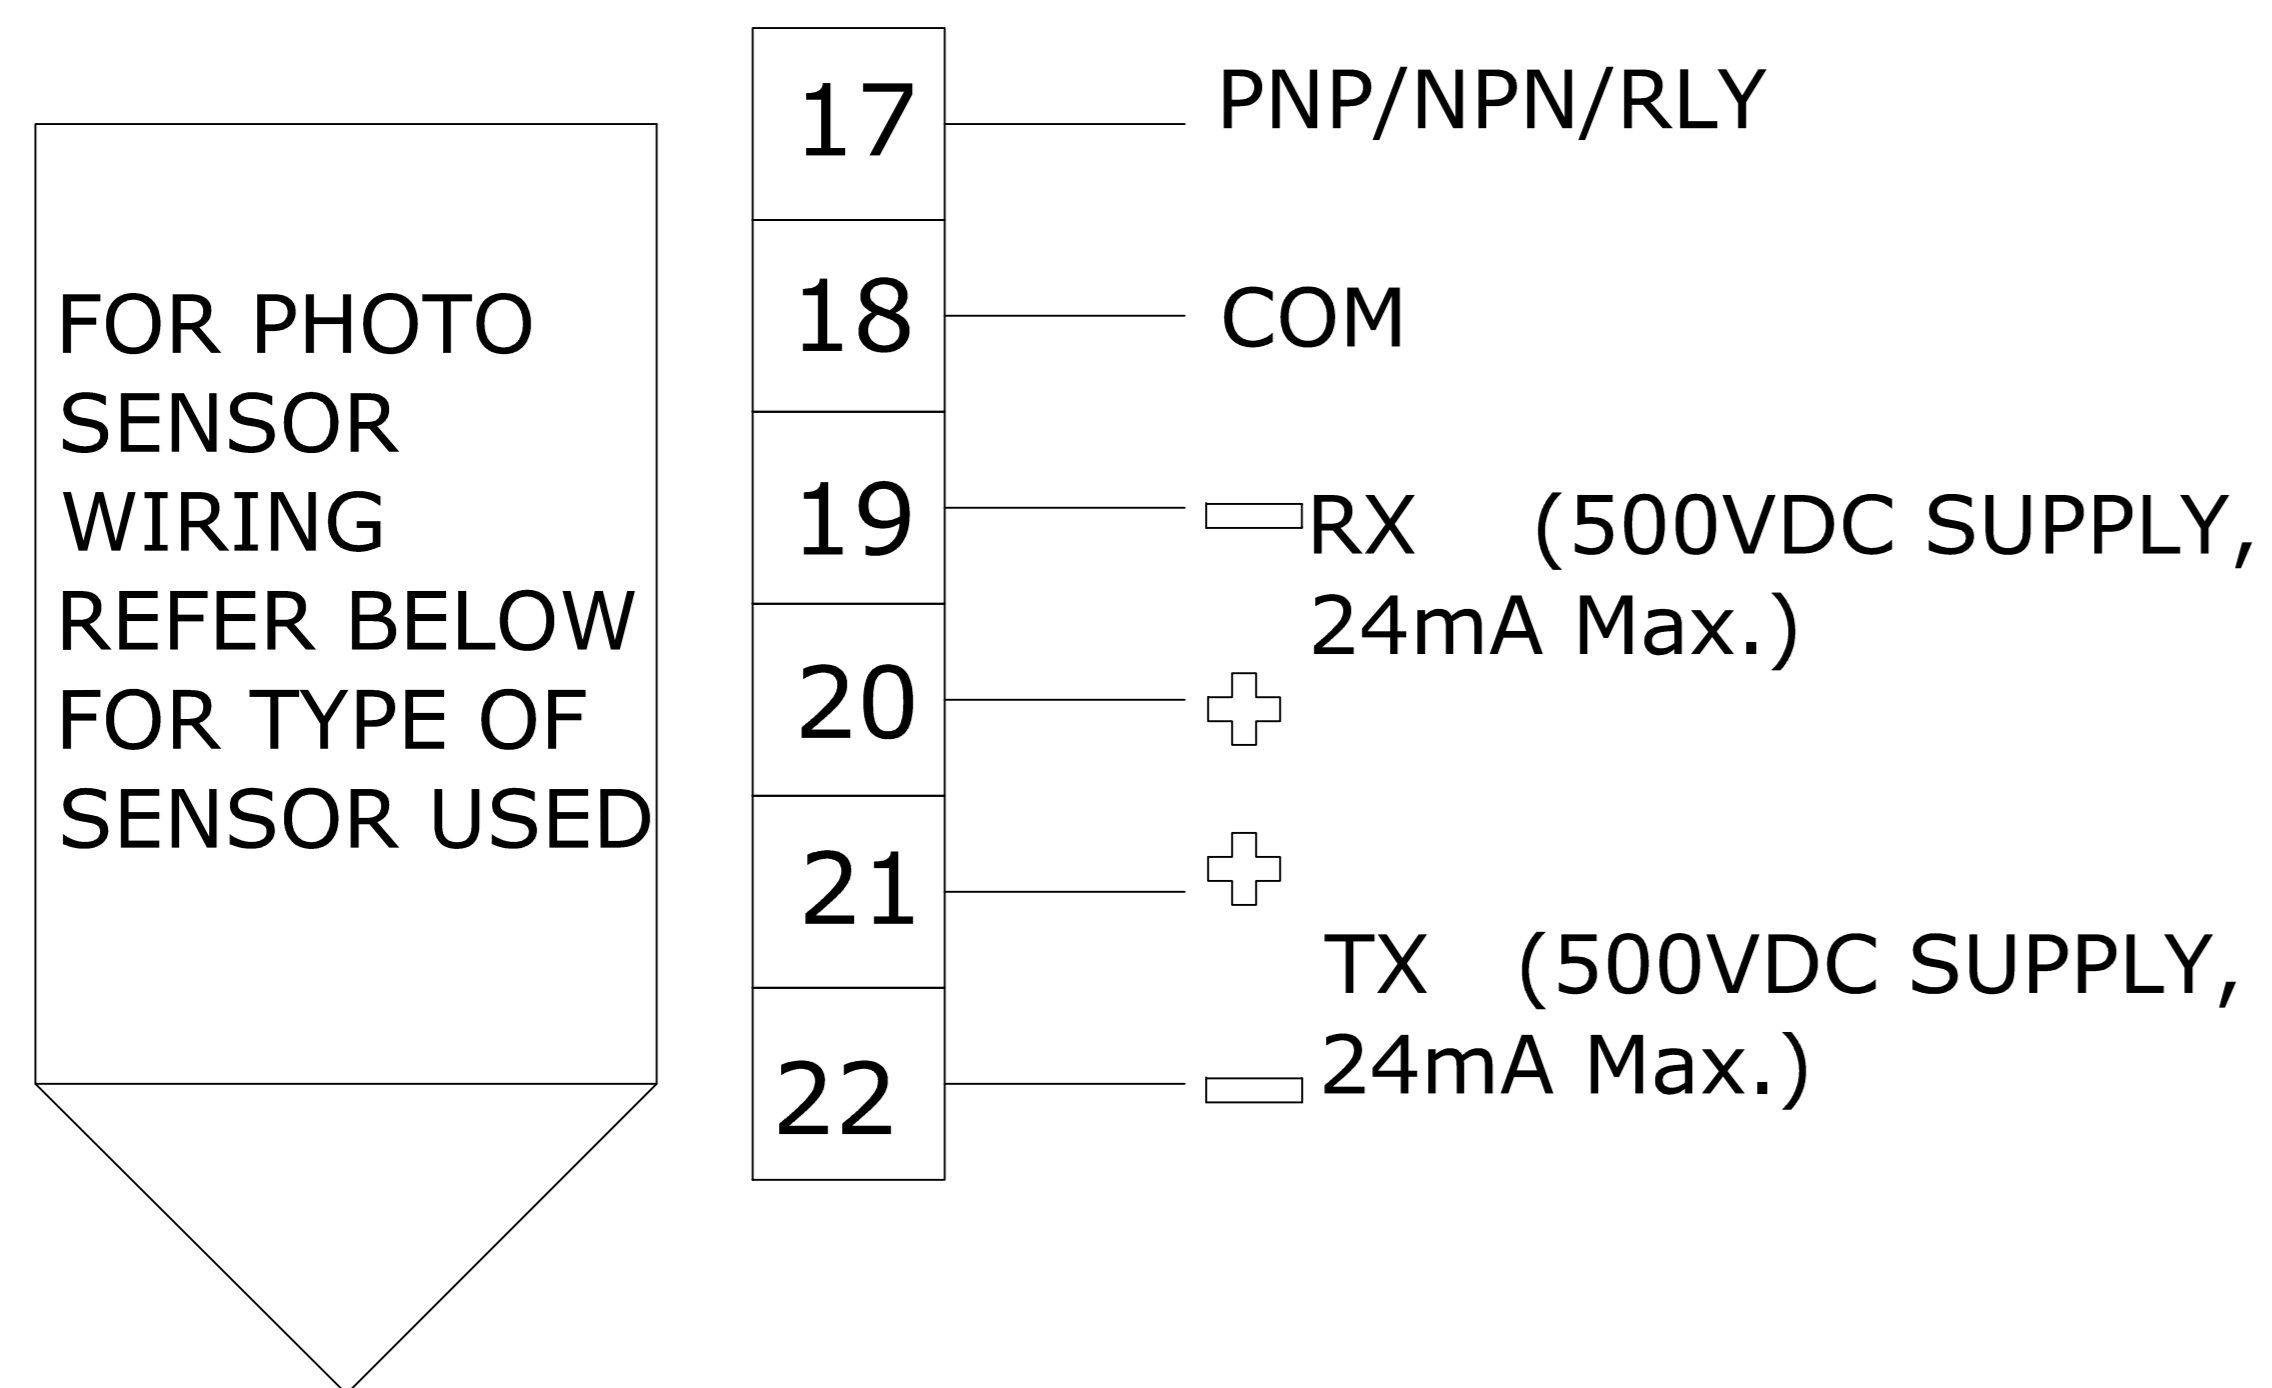 FOR PHOTO
SENSOR
WIRING
REFER BELOW
FOR TYPE OF
SENSOR USED
17
PNP/NPN/RLY
18
COM
19
RX (500VDC SUPPLY,
24mA Max.)
20
21
TX (500VDC SUPPLY,
24mA Max.)
22